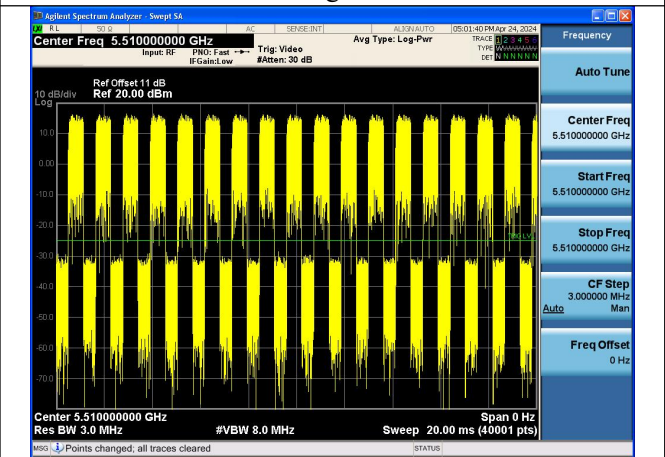 Agilent Spectrum Analyzer - Swept SA
RL 50 Ω AC SENSE:INT ALIGN AUTO 05:01:40 PM Apr 24, 2024
Center Freq 5.510000000 GHz
Input: RF PNO: Fast Trig: Video
IFGain:Low #Atten: 30 dB
Avg Type: Log-Pwr
TRACE 1 2 3 4 5 6
TYPE
DET N N N N N N
Frequency
Ref Offset 11 dB
10 dB/div Ref 20.00 dBm
Log
10.0
0.00
-10.0
-20.0
-30.0
-40.0
-50.0
-60.0
-70.0
TRIG LVL
Center 5.510000000 GHz Span 0 Hz
Res BW 3.0 MHz #VBW 8.0 MHz Sweep 20.00 ms (40001 pts)
MSG Points changed; all traces cleared STATUS
Auto Tune
Center Freq
5.510000000 GHz
Start Freq
5.510000000 GHz
Stop Freq
5.510000000 GHz
CF Step
3.000000 MHz
Auto Man
Freq Offset
0 Hz